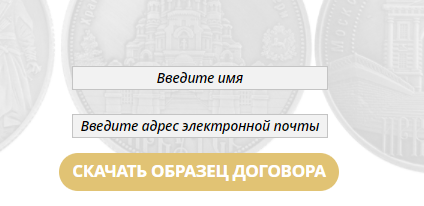 Введите имя
Введите адрес электронной почты
СКАЧАТЬ ОБРАЗЕЦ ДОГОВОРА